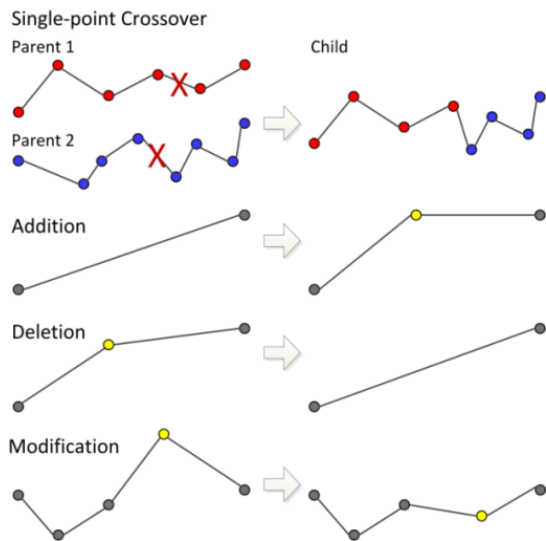 Single-point Crossover
Parent 1
Child
Parent 2
Addition
Deletion
Modification